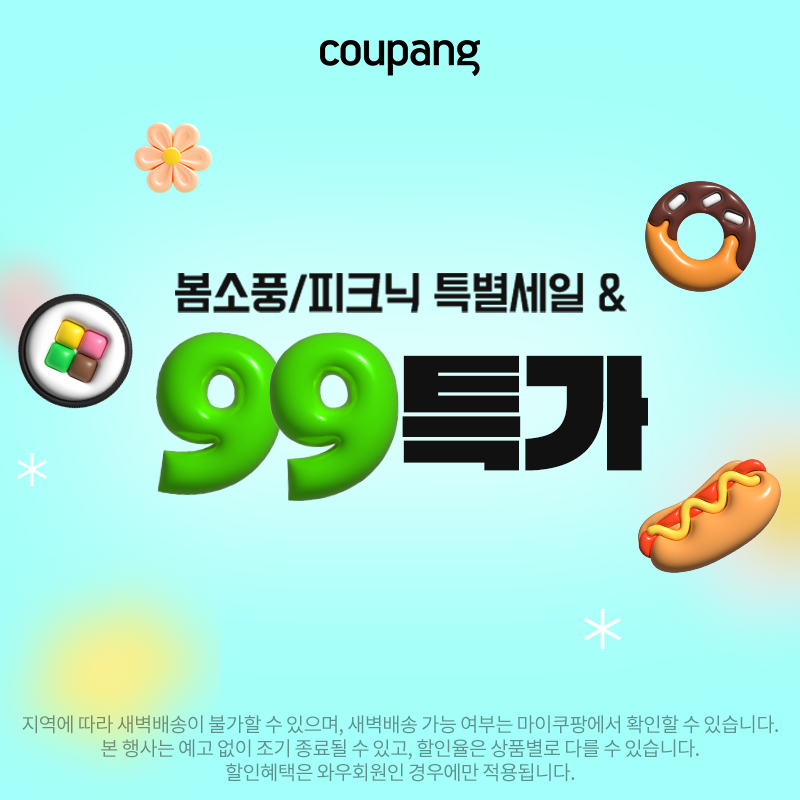 coupang
봄소풍/피크닉 특별세일 &
99특가
지역에 따라 새벽배송이 불가할 수 있으며, 새벽배송 가능 여부는 마이쿠팡에서 확인할 수 있습니다.
본 행사는 예고 없이 조기 종료될 수 있고, 할인율은 상품별로 다를 수 있습니다.
할인혜택은 와우회원인 경우에만 적용됩니다.